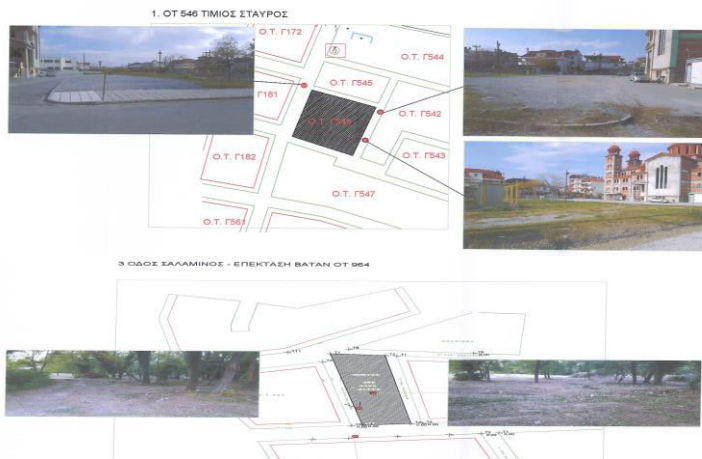 1. ΟΤ 546 ΤΙΜΙΟΣ ΣΤΑΥΡΟΣ
Ο.Τ. Γ172
Ο.Τ. Γ544
Ο.Τ. Γ545
Γ181
Ο.Τ. Γ542
Ο.Τ. Γ546
Ο.Τ. Γ182
Ο.Τ. Γ543
Ο.Τ. Γ547
Ο.Τ. Γ561
3 ΟΔΟΣ ΣΑΛΑΜΙΝΟΣ - ΕΠΕΚΤΑΣΗ ΒΑΤΑΝ ΟΤ 964